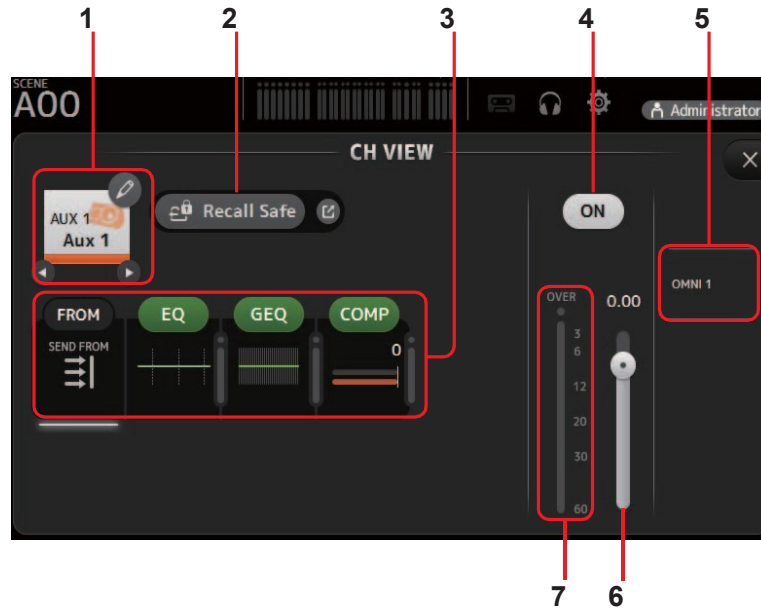 1 2 3 4 5
SCENE
A00
Administrator
CH VIEW
AUX 1
Aux 1
Recall Safe
ON
OMNI 1
FROM EQ GEQ COMP
SEND FROM
0
OVER
0.00
3
6
12
20
30
60
7 6